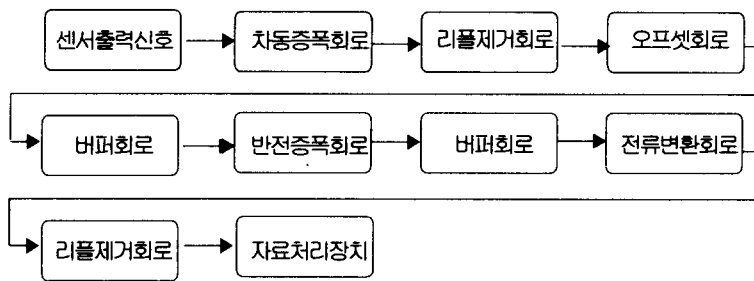 센서출력신호
차동증폭회로
리플제거회로
오프셋회로
버퍼회로
반전증폭회로
버퍼회로
전류변환회로
리플제거회로
자료처리장치